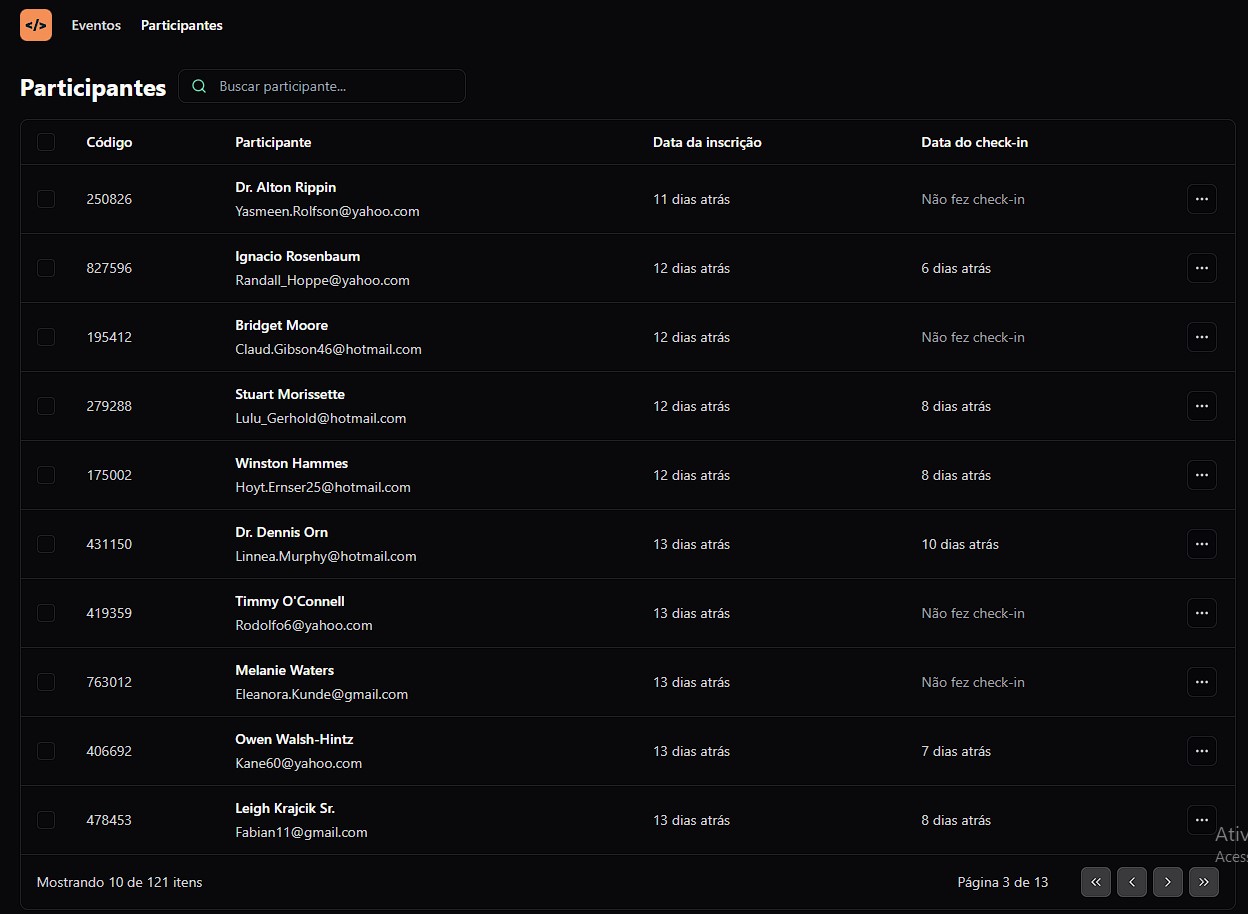 </> Eventos Participantes
Participantes Buscar participante...
Código Participante Data da inscrição Data do check-in
Dr. Alton Rippin
250826 Yasmeen.Rolfson@yahoo.com 11 dias atrás Não fez check-in
Ignacio Rosenbaum
827596 Randall_Hoppe@yahoo.com 12 dias atrás 6 dias atrás
Bridget Moore
195412 Claud.Gibson46@hotmail.com 12 dias atrás Não fez check-in
Stuart Morissette
279288 Lulu_Gerhold@hotmail.com 12 dias atrás 8 dias atrás
Winston Hammes
175002 Hoyt.Ernser25@hotmail.com 12 dias atrás 8 dias atrás
Dr. Dennis Orn
431150 Linnea.Murphy@hotmail.com 13 dias atrás 10 dias atrás
Timmy O'Connell
419359 Rodolfo6@yahoo.com 13 dias atrás Não fez check-in
Melanie Waters
763012 Eleanora.Kunde@gmail.com 13 dias atrás Não fez check-in
Owen Walsh-Hintz
406692 Kane60@yahoo.com 13 dias atrás 7 dias atrás
Leigh Krajcik Sr.
478453 Fabian11@gmail.com 13 dias atrás 8 dias atrás
Ativ
Aces
Mostrando 10 de 121 itens Página 3 de 13